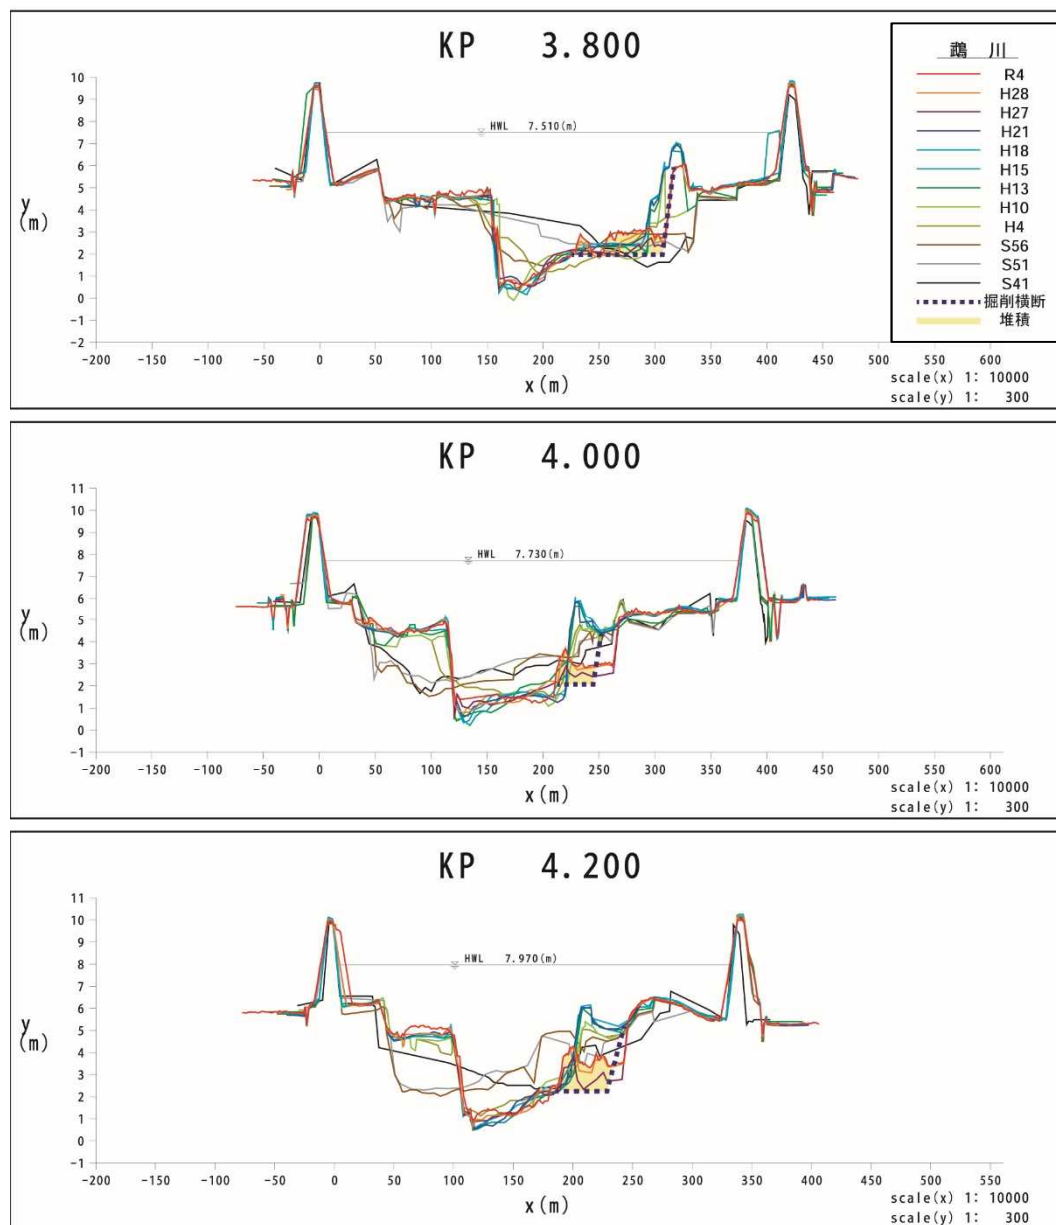 KP 3.800
鵡 川
R4
H28
H27
H21
H18
H15
H13
H10
H4
S56
S51
S41
掘削横断
堆積
10
9
8
7
6
5
4
3
2
1
0
-1
-2
y
(m)
HWL 7.510(m)
-200 -150 -100 -50 0 50 100 150 200 250 300 350 400 450 500 550 600
x(m)
scale(x) 1: 10000
scale(y) 1: 300
KP 4.000
11
10
9
8
7
6
5
4
3
2
1
0
-1
y
(m)
HWL 7.730(m)
-200 -150 -100 -50 0 50 100 150 200 250 300 350 400 450 500 550 600
x(m)
scale(x) 1: 10000
scale(y) 1: 300
KP 4.200
11
10
9
8
7
6
5
4
3
2
1
0
-1
y
(m)
HWL 7.970(m)
-200 -150 -100 -50 0 50 100 150 200 250 300 350 400 450 500 550
x(m)
scale(x) 1: 10000
scale(y) 1: 300